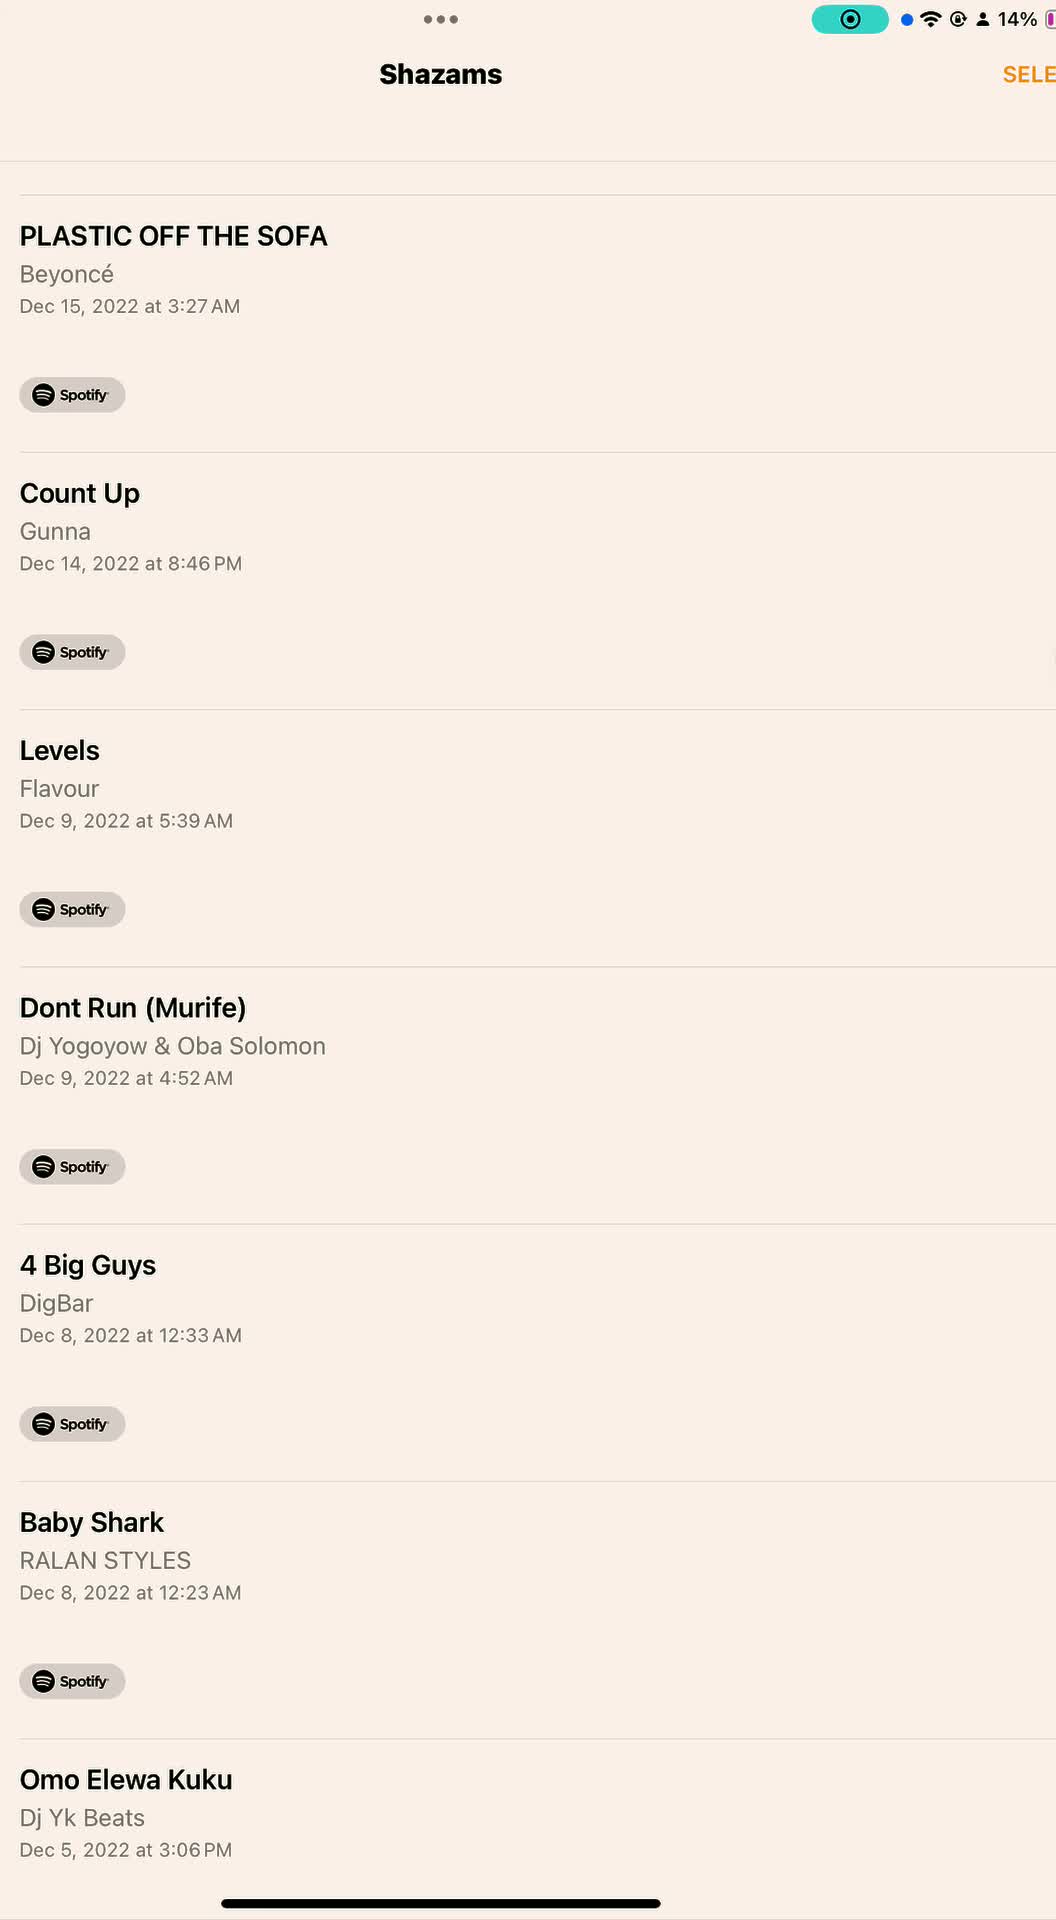 14%
Shazams
SELE
PLASTIC OFF THE SOFA
Beyoncé
Dec 15, 2022 at 3:27 AM
Spotify
Count Up
Gunna
Dec 14, 2022 at 8:46 PM
Spotify
Levels
Flavour
Dec 9, 2022 at 5:39 AM
Spotify
Dont Run (Murife)
Dj Yogoyow & Oba Solomon
Dec 9, 2022 at 4:52 AM
Spotify
4 Big Guys
DigBar
Dec 8, 2022 at 12:33 AM
Spotify
Baby Shark
RALAN STYLES
Dec 8, 2022 at 12:23 AM
Spotify
Omo Elewa Kuku
Dj Yk Beats
Dec 5, 2022 at 3:06 PM